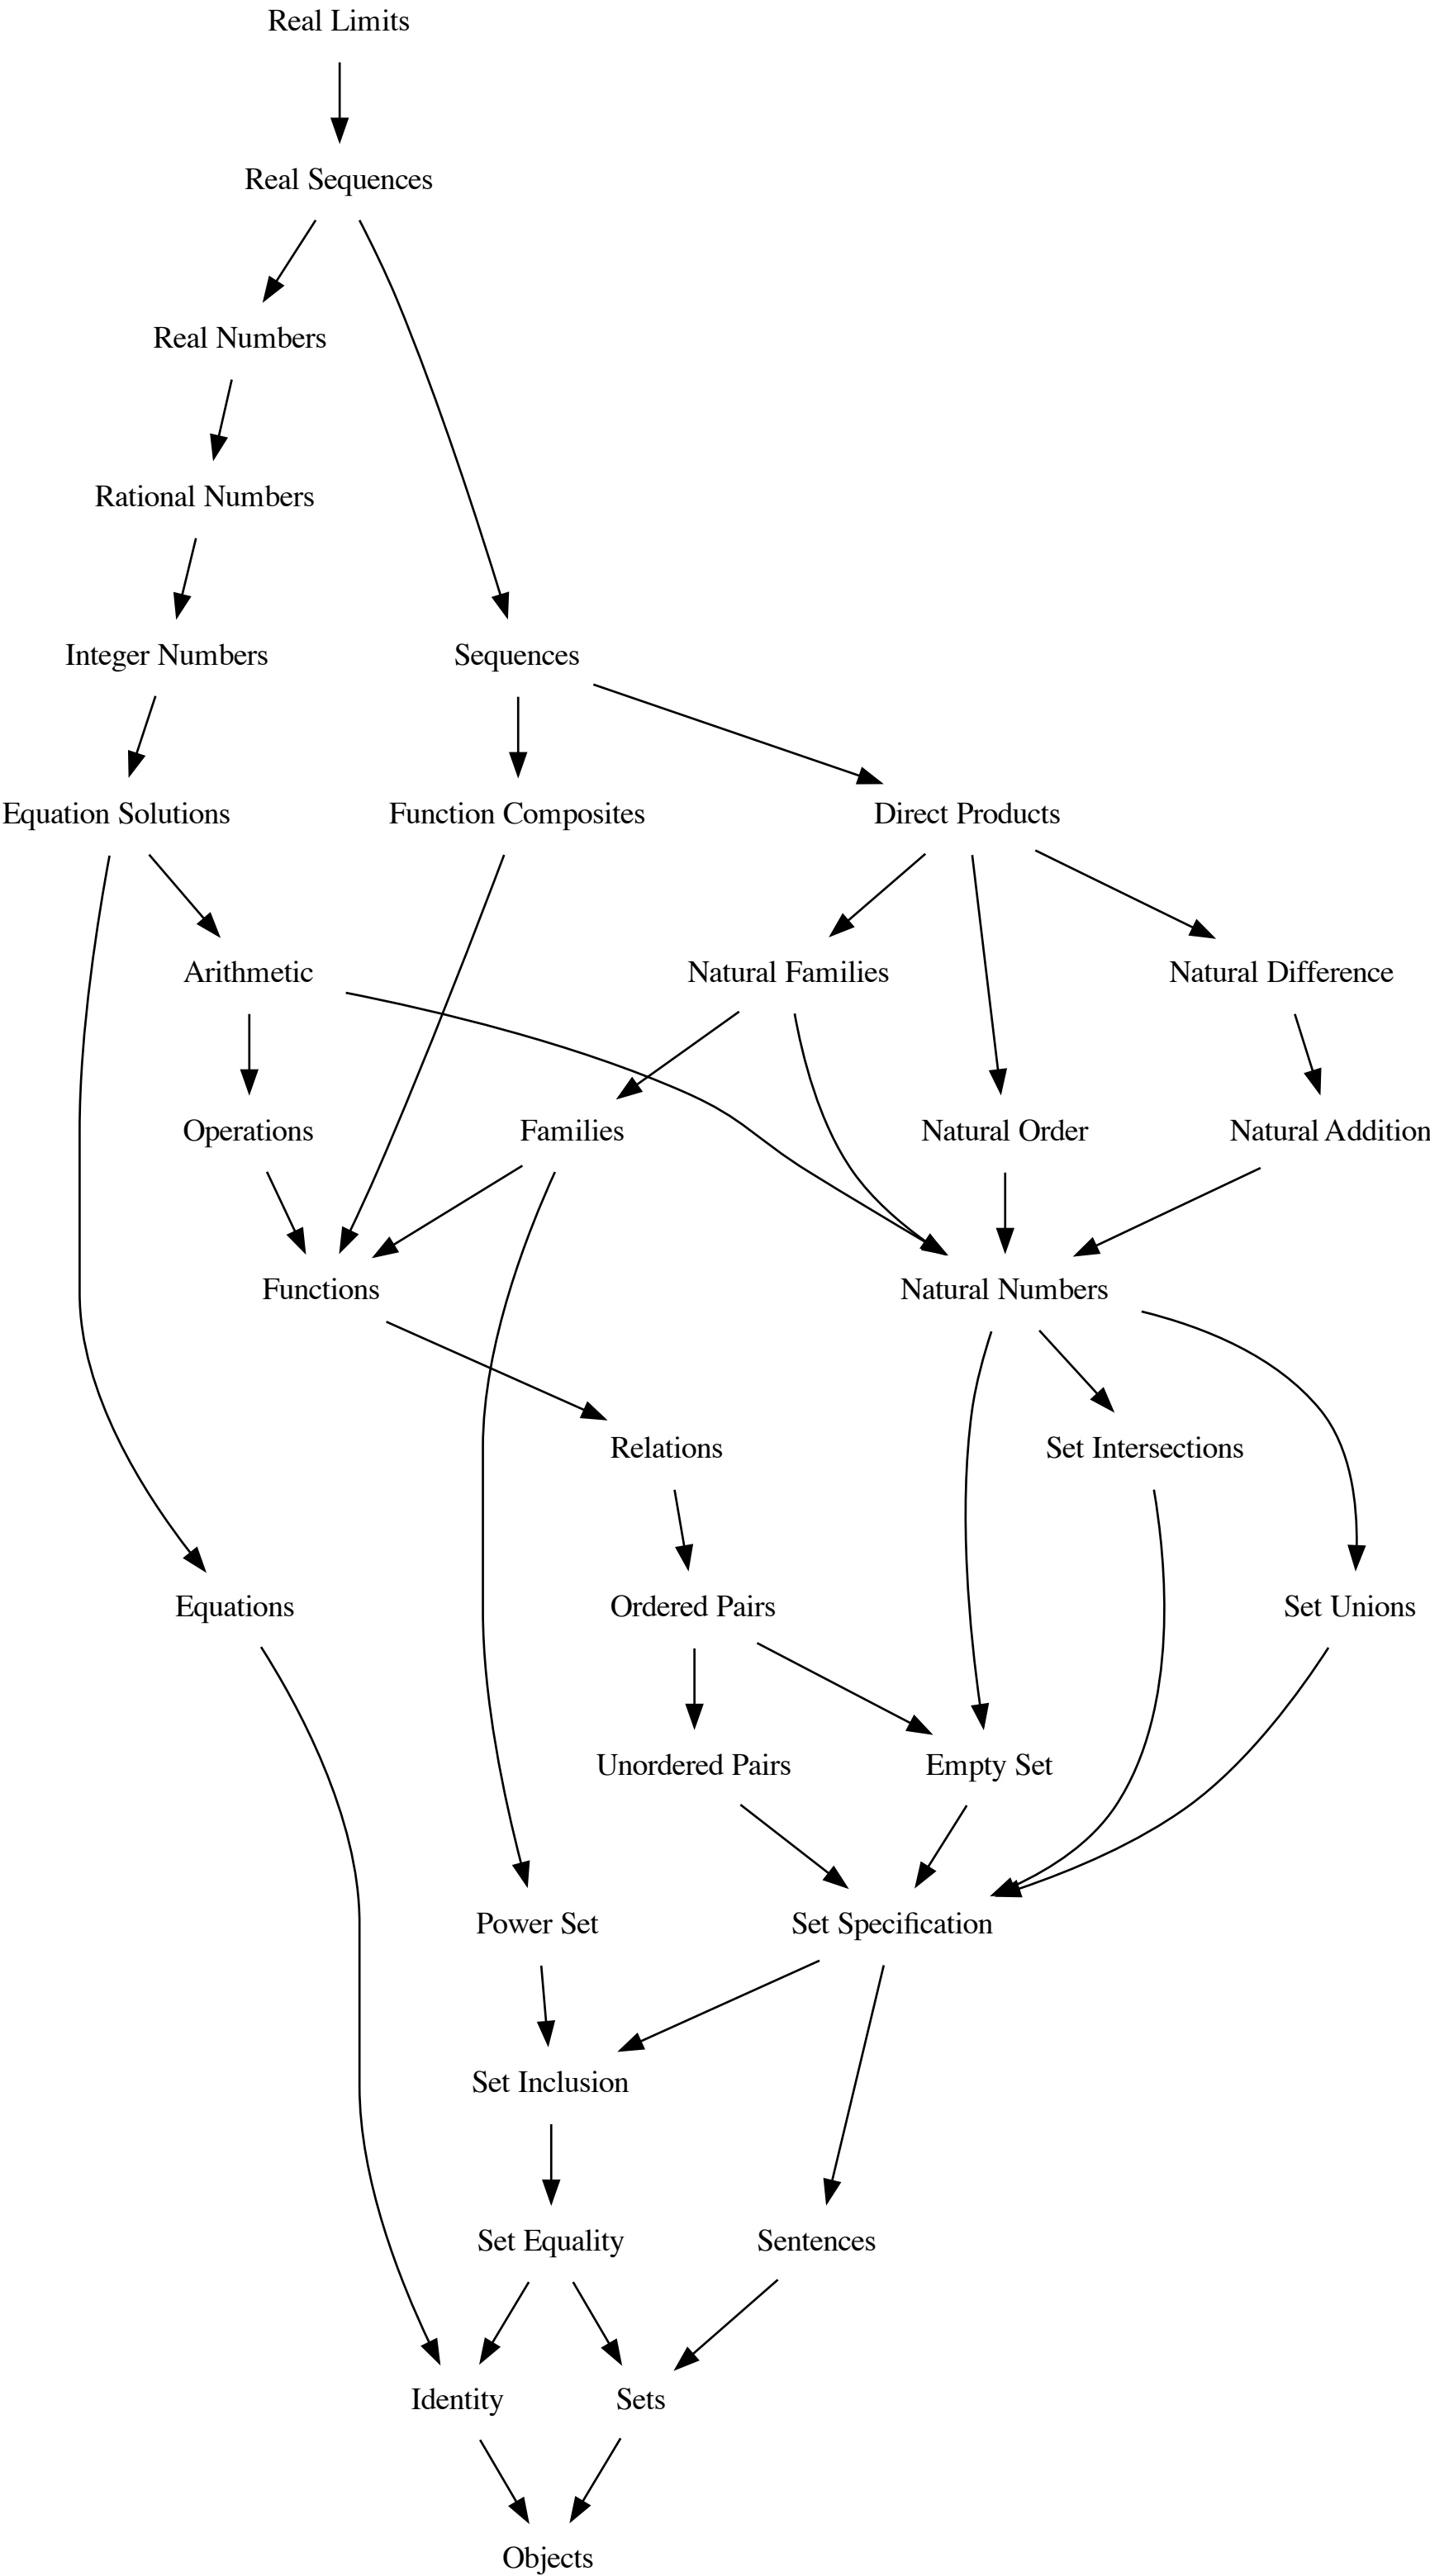 Real Limits
Real Sequences
Real Numbers
Rational Numbers
Integer Numbers
Sequences
Equation Solutions
Function Composites
Direct Products
Arithmetic
Natural Families
Natural Difference
Operations
Families
Natural Order
Natural Addition
Functions
Natural Numbers
Relations
Set Intersections
Equations
Ordered Pairs
Set Unions
Unordered Pairs
Empty Set
Power Set
Set Specification
Set Inclusion
Set Equality
Sentences
Identity
Sets
Objects